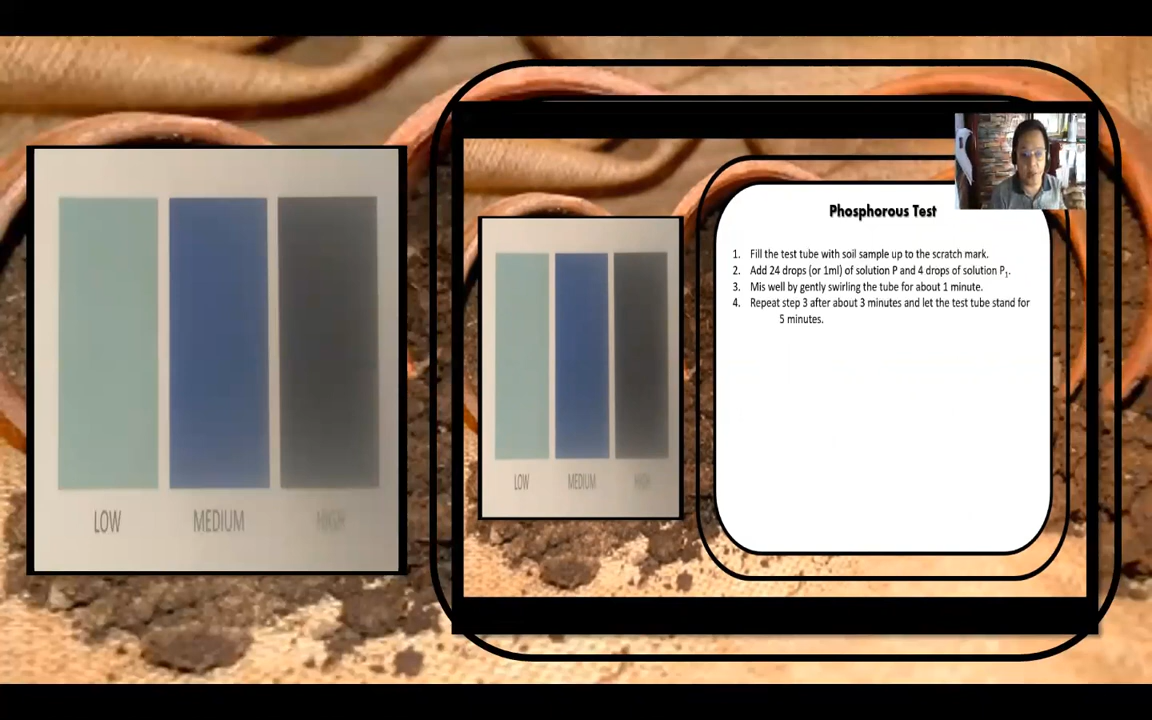 LOW MEDIUM HIGH
Phosphorous Test
1. Fill the test tube with soil sample up to the scratch mark.
2. Add 24 drops (or 1ml) of solution P and 4 drops of solution P₁.
3. Mis well by gently swirling the tube for about 1 minute.
4. Repeat step 3 after about 3 minutes and let the test tube stand for
5 minutes.
LOW MEDIUM HIGH